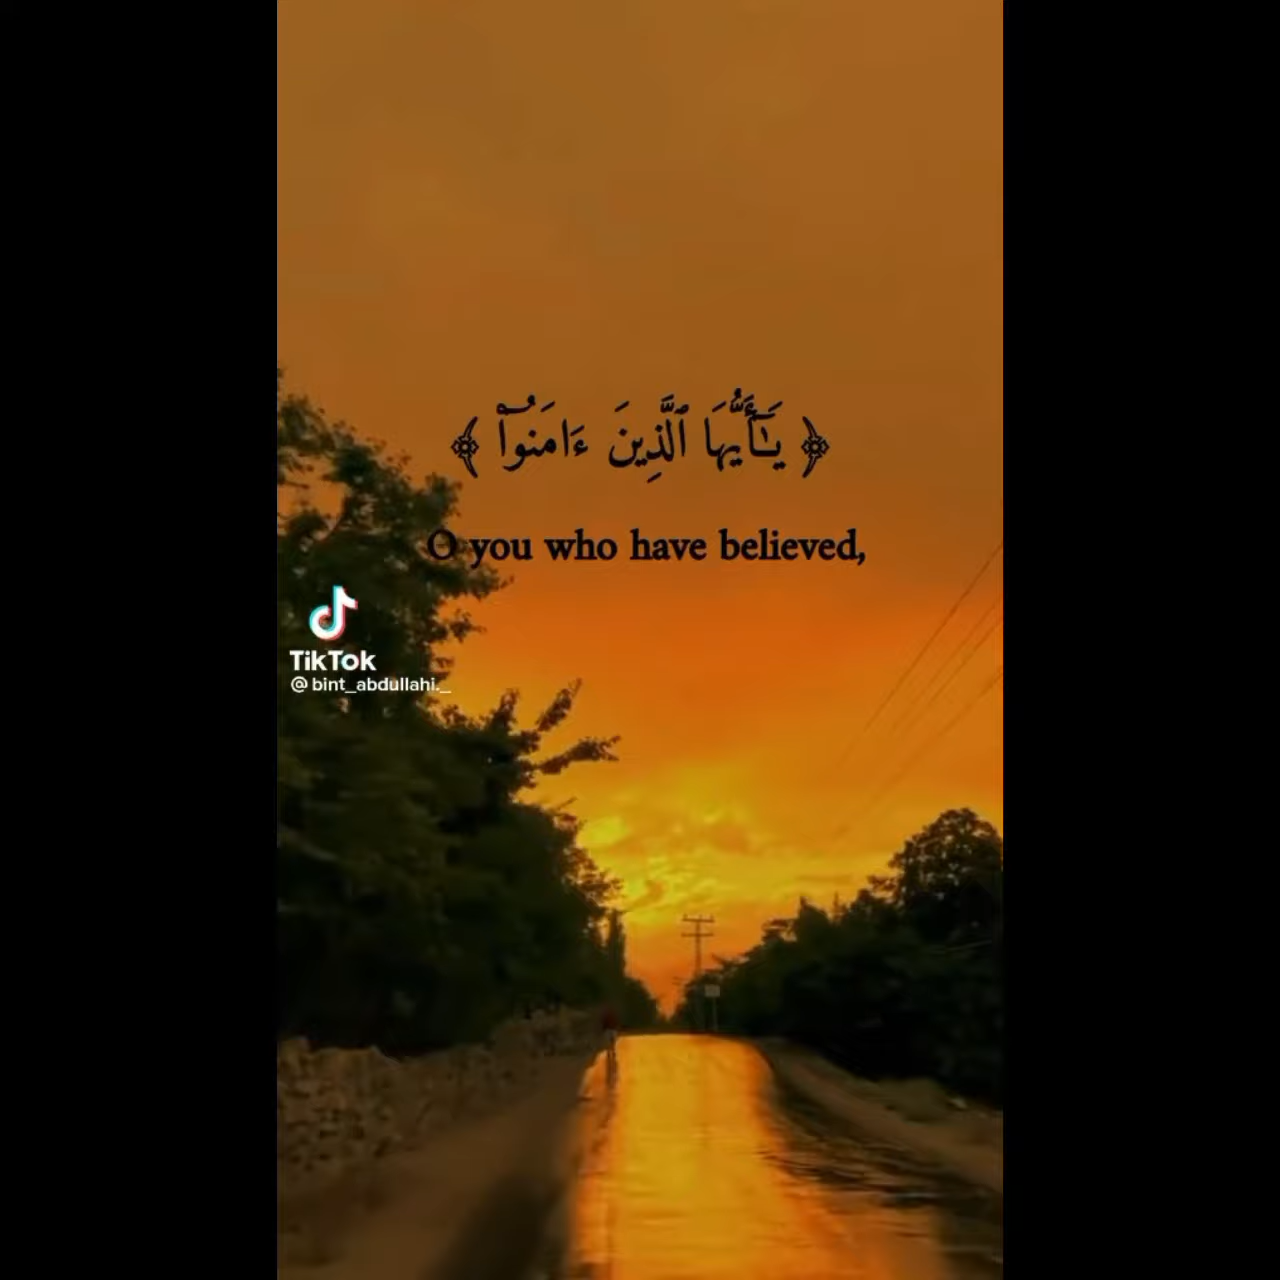 ﴿ يَـٰٓأَيُّهَا ٱلَّذِينَ ءَامَنُوا۟ ﴾
O you who have believed,
TikTok
@bint_abdullahi._